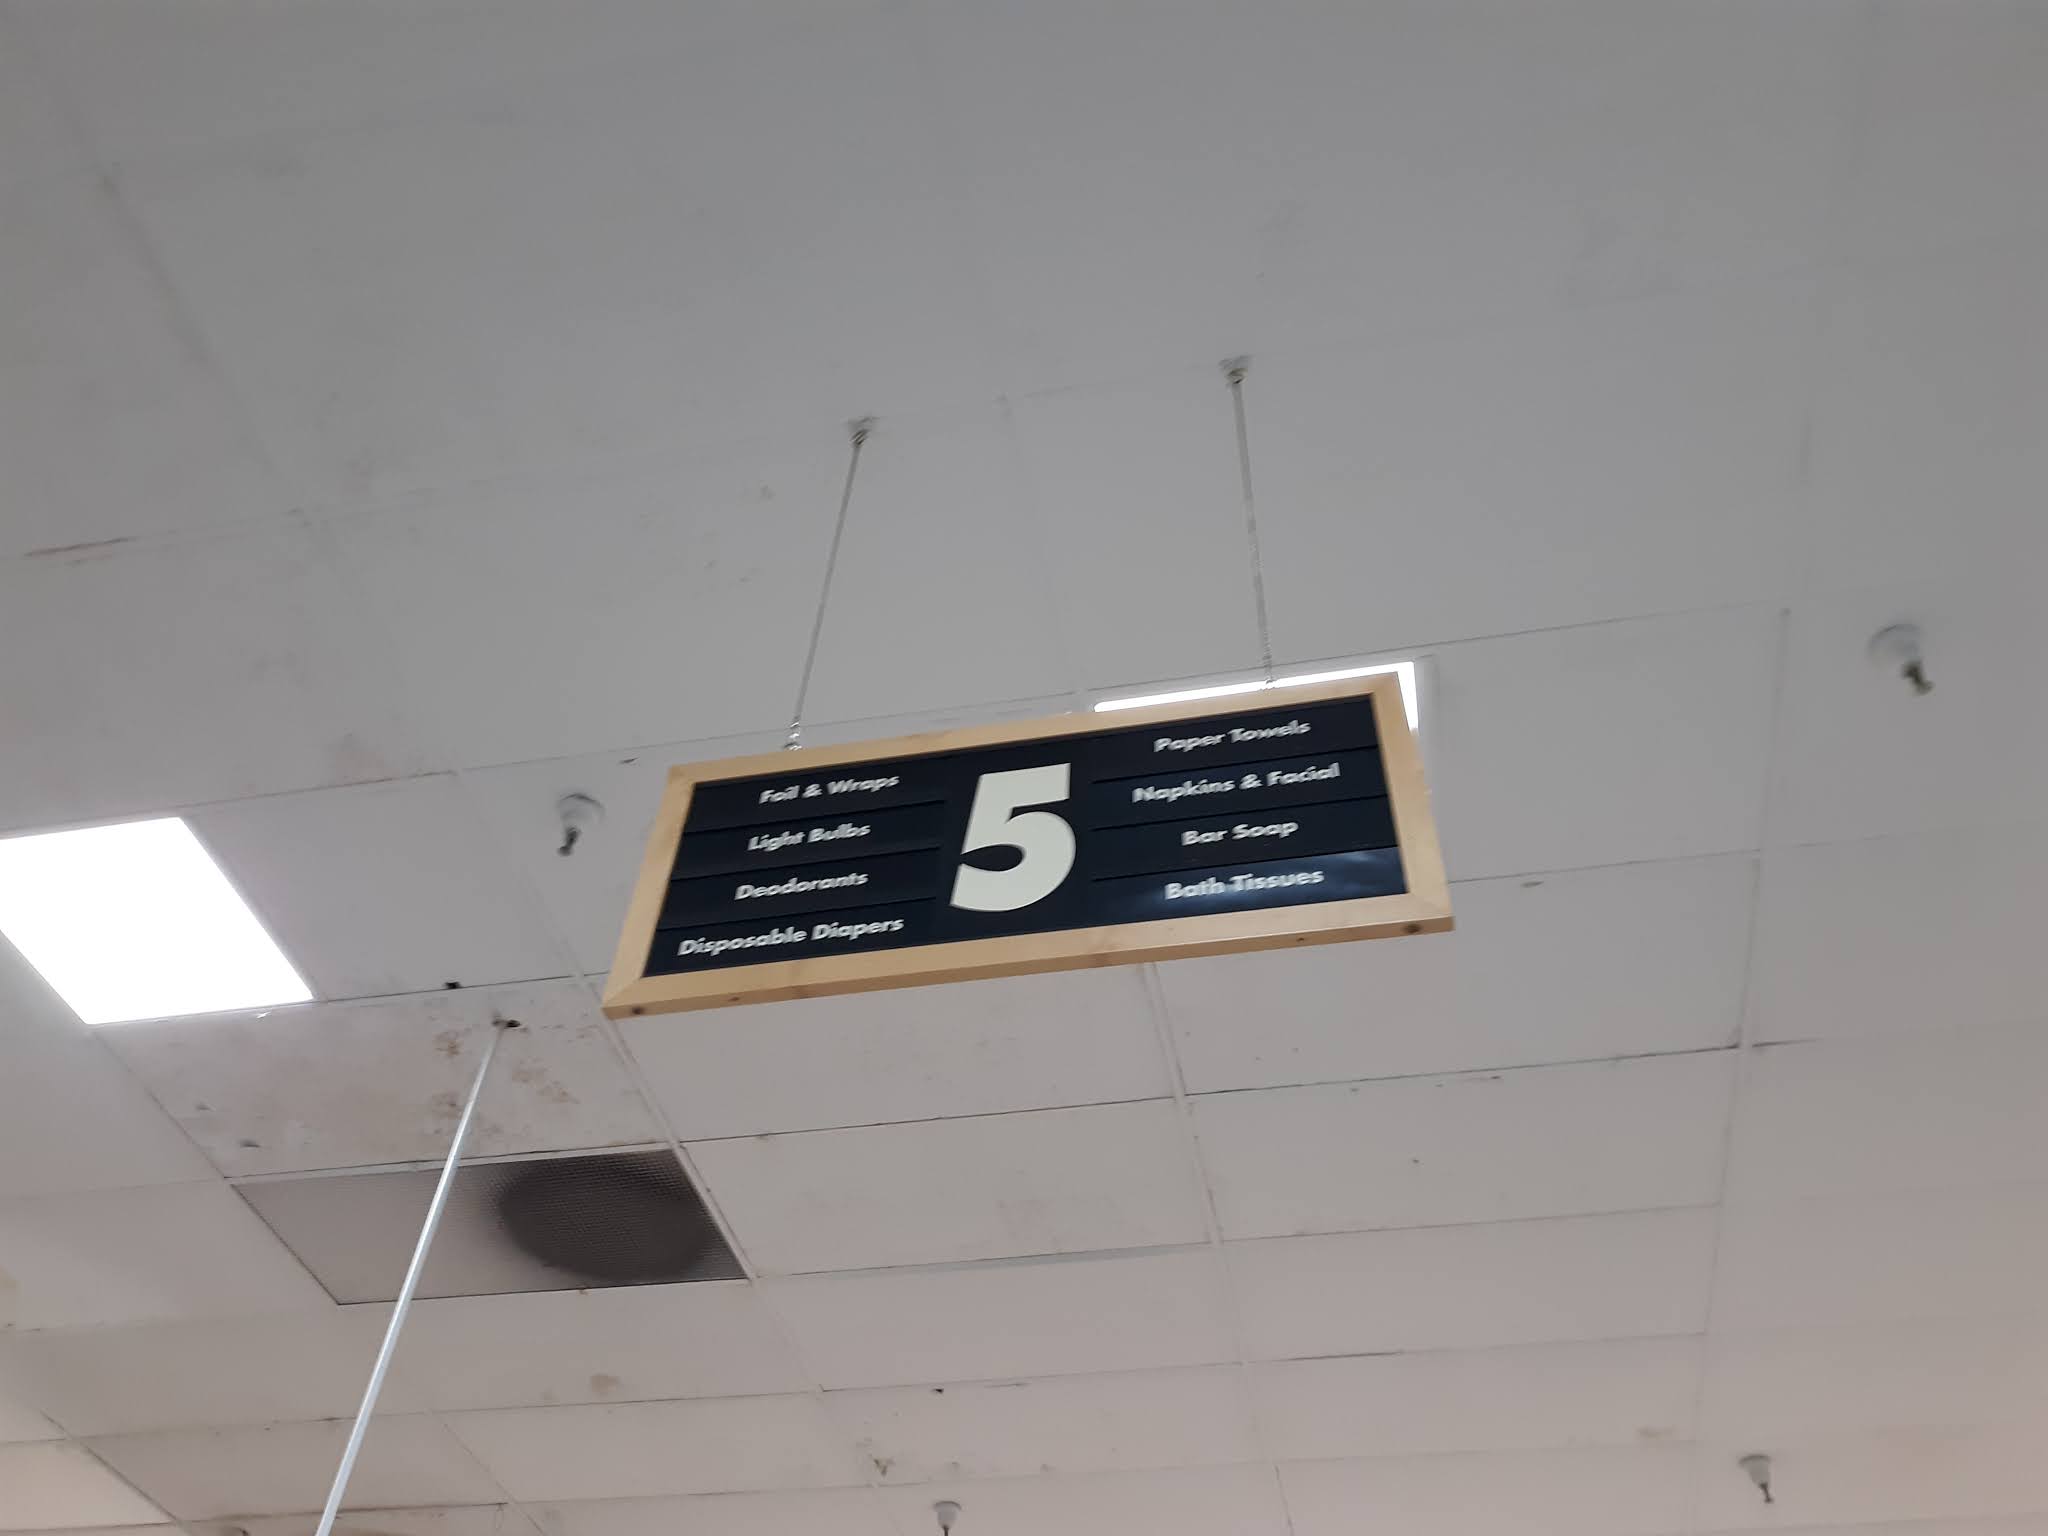 Foil & Wraps
Light Bulbs
Deodorants
Disposable Diapers
5
Paper Towels
Napkins & Facial
Bar Soap
Bath Tissues